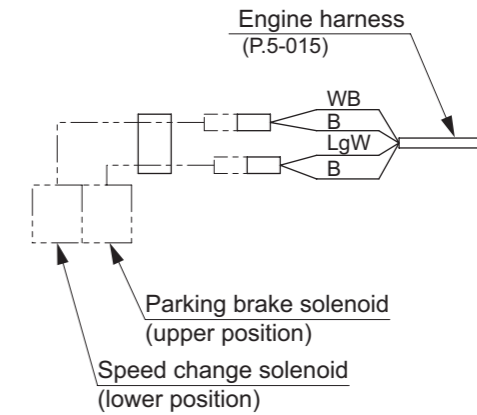 Engine harness
(P.5-015)
WB
B
LgW
B
Parking brake solenoid
(upper position)
Speed change solenoid
(lower position)